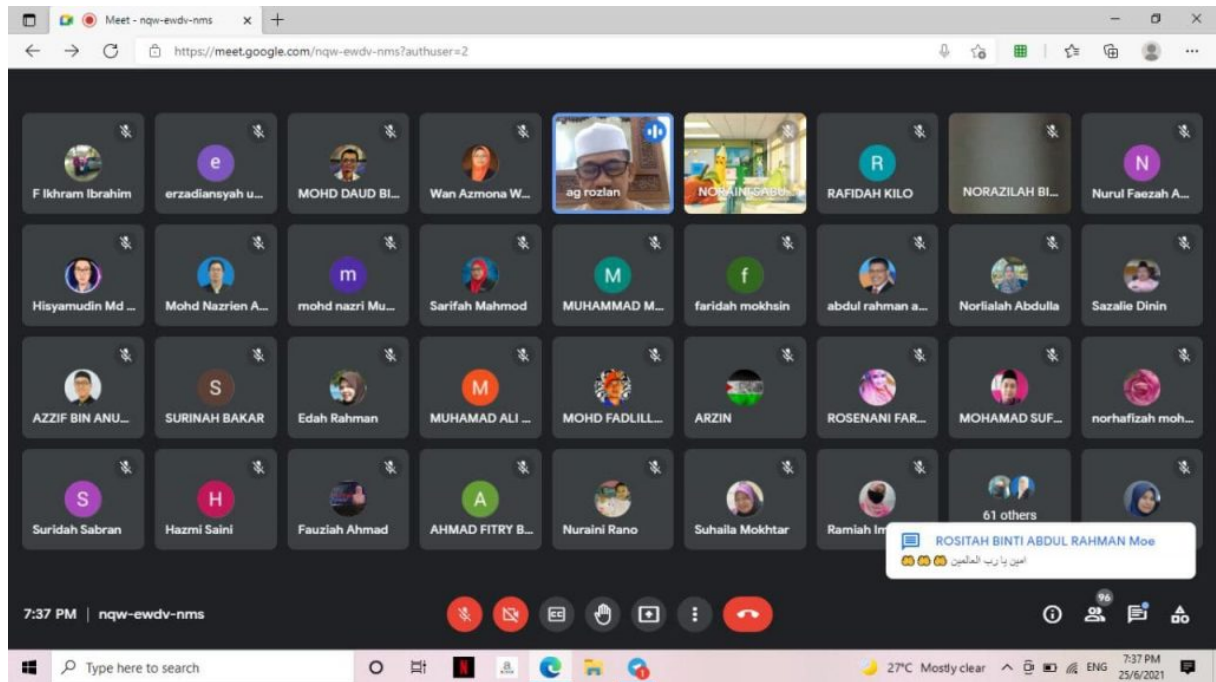 Meet - nqw-ewdv-nms
https://meet.google.com/nqw-ewdv-nms?authuser=2
F Ikhram Ibrahim
e
erzadiansyah u...
MOHD DAUD BI...
Wan Azmona W...
ag rozlan
R
RAFIDAH KILO
NORAZILAH BI...
N
Nurul Faezah A...
Hisyamudin Md ...
Mohd Nazrien A...
m
mohd nazri Mu...
Sarifah Mahmod
M
MUHAMMAD M...
f
faridah mokhsin
abdul rahman a...
Norlialah Abdulla
Sazalie Dinin
AZZIF BIN ANU...
S
SURINAH BAKAR
Edah Rahman
M
MUHAMAD ALI ...
MOHD FADLILL...
ARZIN
ROSENANI FAR...
MOHAMAD SUF...
norhafizah moh...
S
Suridah Sabran
H
Hazmi Saini
Fauziah Ahmad
A
AHMAD FITRY B...
Nuraini Rano
Suhaila Mokhtar
Ramiah Im
61 others
ROSITAH BINTI ABDUL RAHMAN Moe
امين يا رب العالمين 🤲🤲🤲
7:37 PM | nqw-ewdv-nms
CC
96
Type here to search
N
a
27°C Mostly clear
ENG
7:37 PM
25/6/2021